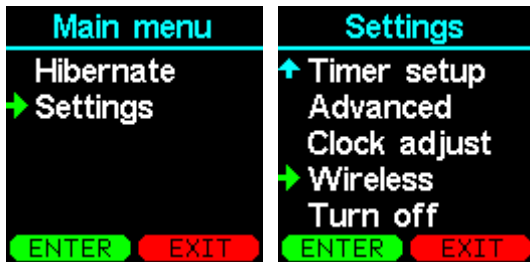 Main menu
Hibernate
Settings
ENTER EXIT
Settings
Timer setup
Advanced
Clock adjust
Wireless
Turn off
ENTER EXIT